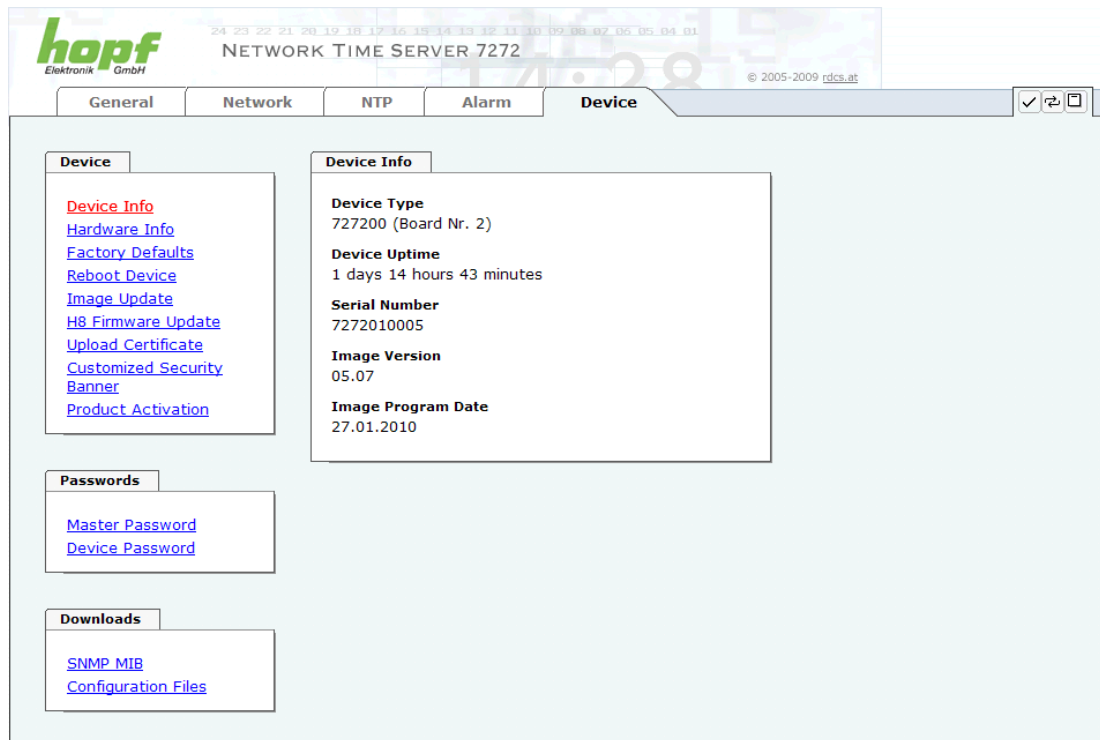 hopf
Elektronik GmbH
24 23 22 21 20 19 18 17 16 15 14 13 12 11 10 09 08 07 06 05 04 01
NETWORK TIME SERVER 7272
14:28
© 2005-2009 rdcs.at
General Network NTP Alarm Device
Device
Device Info
Hardware Info
Factory Defaults
Reboot Device
Image Update
H8 Firmware Update
Upload Certificate
Customized Security
Banner
Product Activation
Device Info
Device Type
727200 (Board Nr. 2)
Device Uptime
1 days 14 hours 43 minutes
Serial Number
7272010005
Image Version
05.07
Image Program Date
27.01.2010
Passwords
Master Password
Device Password
Downloads
SNMP MIB
Configuration Files